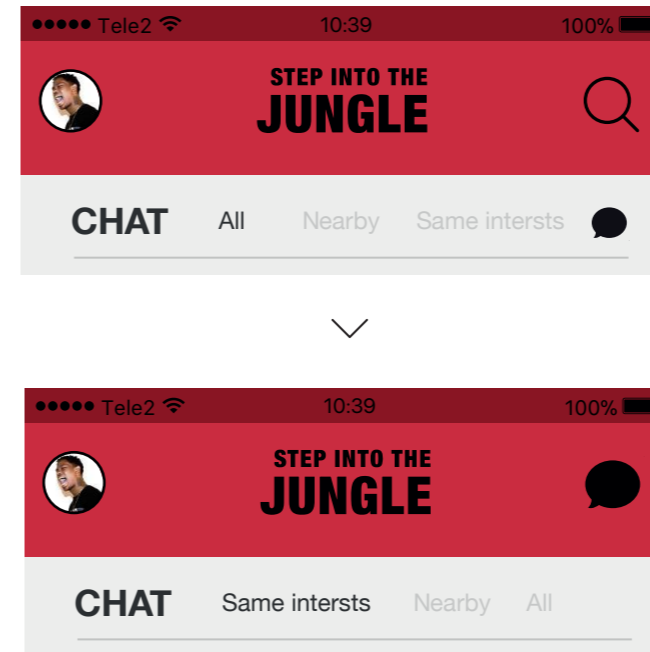 Tele2 10:39 100%
STEP INTO THE
JUNGLE
CHAT All Nearby Same intersts
Tele2 10:39 100%
STEP INTO THE
JUNGLE
CHAT Same intersts Nearby All